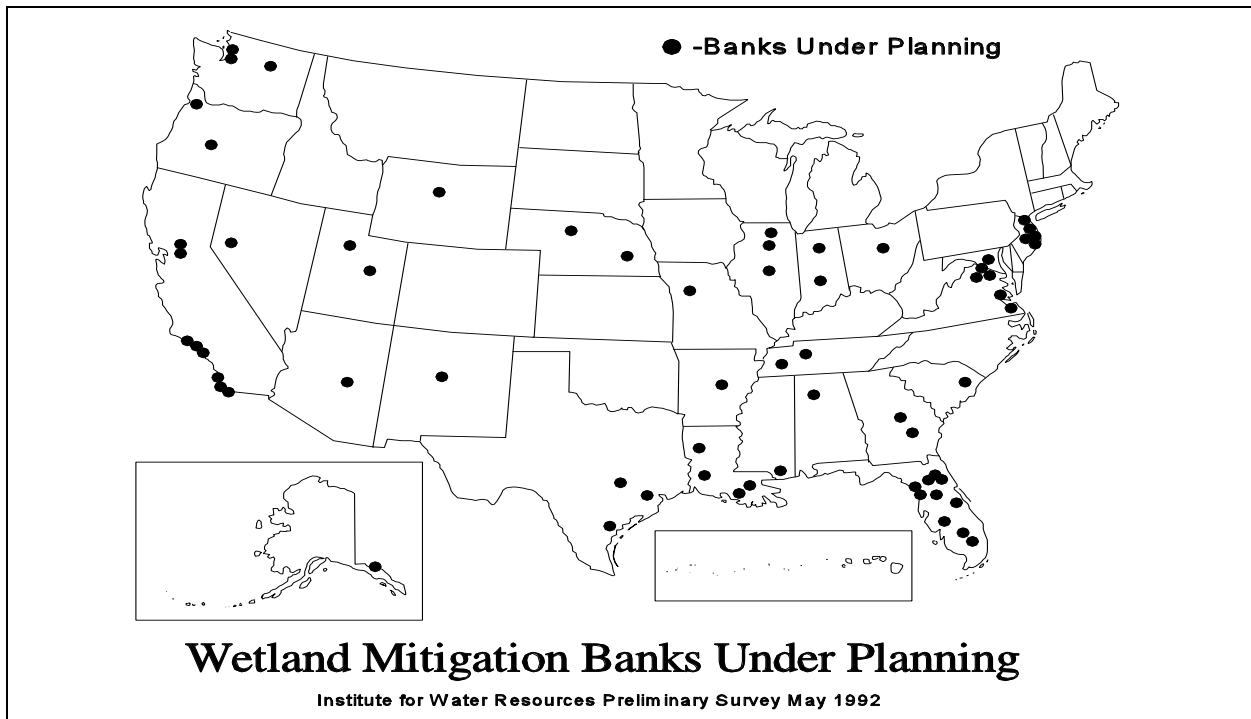 -Banks Under Planning
Wetland Mitigation Banks Under Planning
Institute for Water Resources Preliminary Survey May 1992